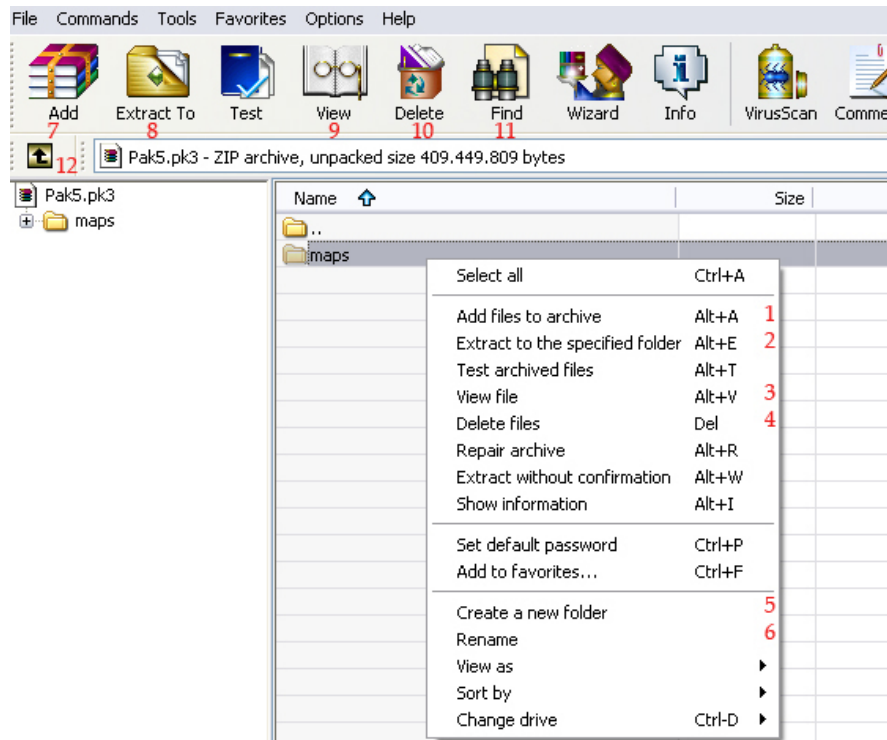 File Commands Tools Favorites Options Help
Add Extract To Test View Delete Find Wizard Info VirusScan
7 8 9 10 11
12 Pak5.pk3 - ZIP archive, unpacked size 409.449.809 bytes
Pak5.pk3
maps
Name Size
..
maps
Select all Ctrl+A
Add files to archive Alt+A 1
Extract to the specified folder Alt+E 2
Test archived files Alt+T
View file Alt+V 3
Delete files Del 4
Repair archive Alt+R
Extract without confirmation Alt+W
Show information Alt+I
Set default password Ctrl+P
Add to favorites... Ctrl+F
Create a new folder 5
Rename 6
View as
Sort by
Change drive Ctrl-D